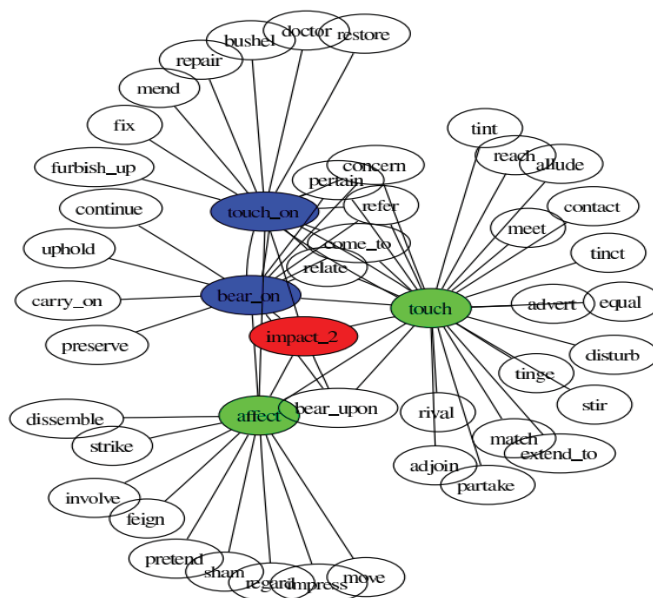 doctor
bushel
restore
repair
mend
fix
tint
reach
allude
concern
furbish_up
pertain
touch_on
refer
contact
continue
meet
come_to
uphold
tinct
relate
bear_on
carry_on
touch
advert
equal
impact_2
preserve
disturb
tinge
stir
dissemble
affect
bear_upon
rival
strike
match
extend_to
adjoin
partake
involve
feign
pretend
sham
regard
impress
move